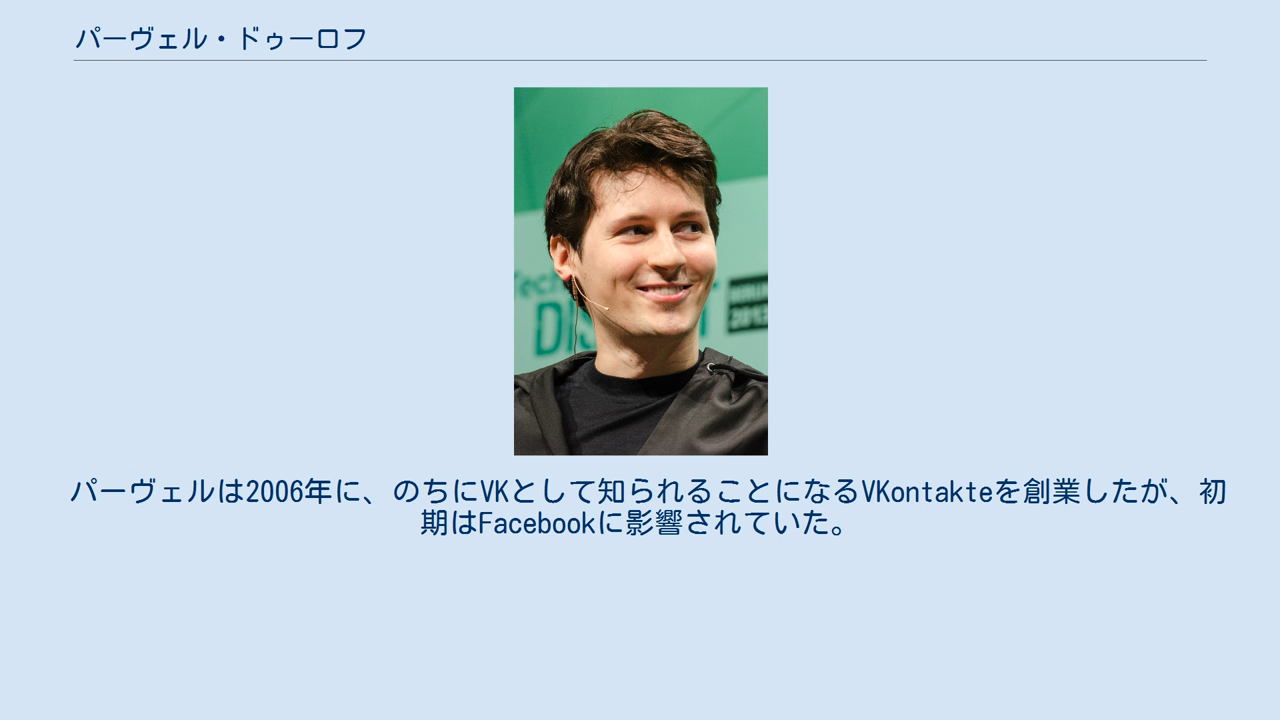 パーヴェル・ドゥーロフ
Tech
DIS T
2013
パーヴェルは2006年に、のちにVKとして知られることになるVKontakteを創業したが、初
期はFacebookに影響されていた。